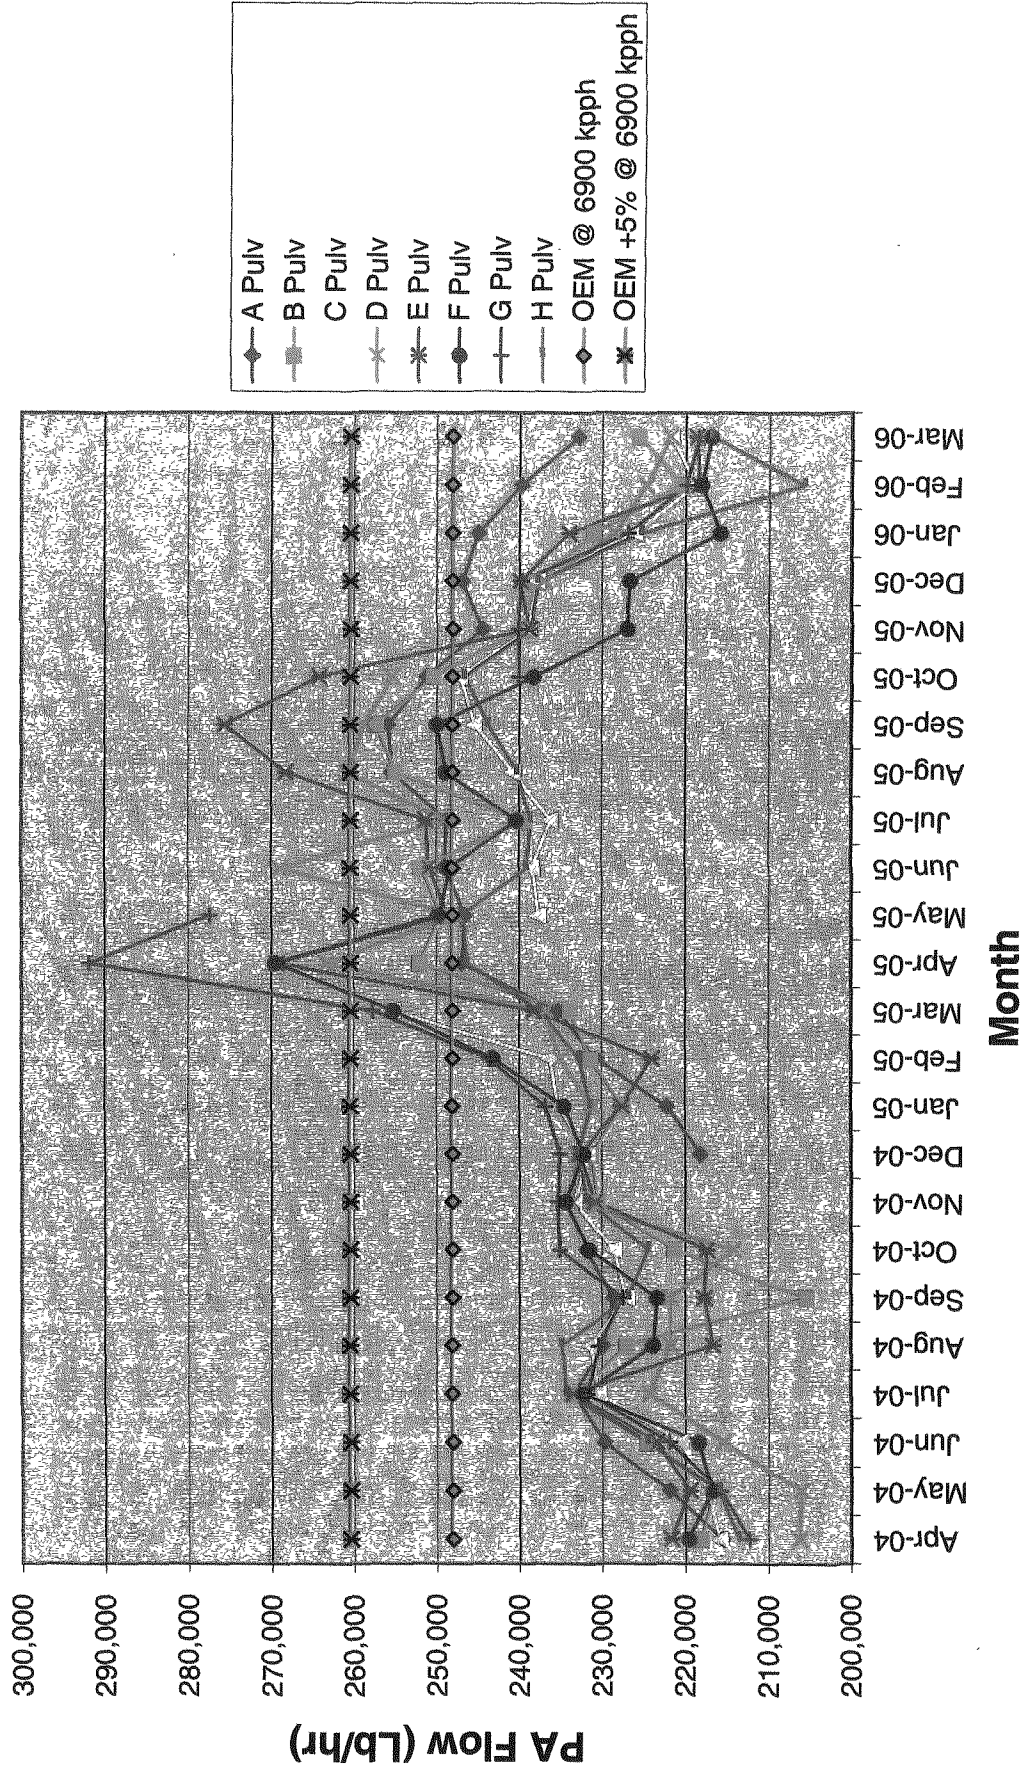 PA Flow (Lb/hr)
300,000
290,000
280,000
270,000
260,000
250,000
240,000
230,000
220,000
210,000
200,000
Apr-04
May-04
Jun-04
Jul-04
Aug-04
Sep-04
Oct-04
Nov-04
Dec-04
Jan-05
Feb-05
Mar-05
Apr-05
May-05
Jun-05
Jul-05
Aug-05
Sep-05
Oct-05
Nov-05
Dec-05
Jan-06
Feb-06
Mar-06
Month
A Pulv
B Pulv
C Pulv
D Pulv
E Pulv
F Pulv
G Pulv
H Pulv
OEM @ 6900 kpph
OEM +5% @ 6900 kpph